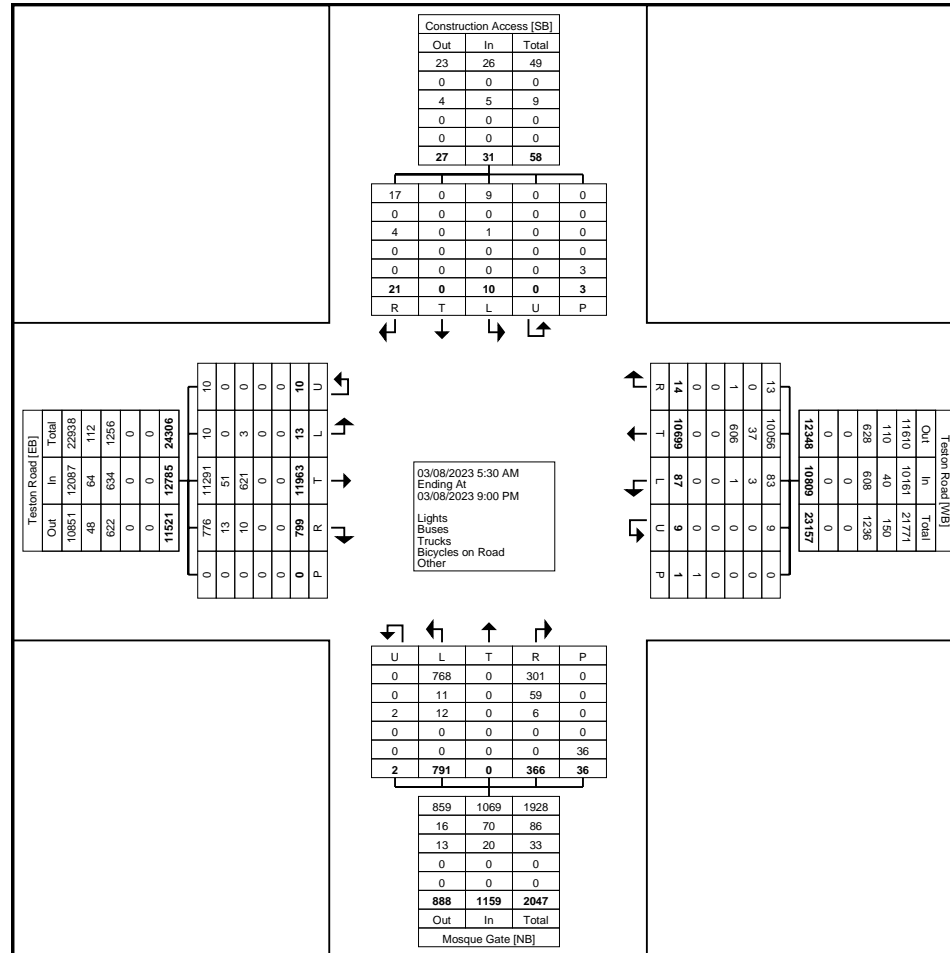 Construction Access [SB]
Out In Total
23 26 49
0 0 0
4 5 9
0 0 0
0 0 0
27 31 58
17 0 9 0 0
0 0 0 0 0
4 0 1 0 0
0 0 0 0 0
0 0 0 0 3
21 0 10 0 3
R T L U P
Teston Road [EB]
Total 22938 112 1256 0 0 24306
In 12087 64 634 0 0 12785
Out 10851 48 622 0 0 11521
10 0 0 0 0 10 U
10 0 3 0 0 13 L
11291 51 621 0 0 11963 T
776 13 10 0 0 799 R
0 0 0 0 0 0 P
03/08/2023 5:30 AM
Ending At
03/08/2023 9:00 PM
Lights
Buses
Trucks
Bicycles on Road
Other
R 14 0 0 1 0 13
T 10699 0 0 606 37 10056
L 87 0 0 1 3 83
U 9 0 0 0 0 9
P 1 1 0 0 0 0
12348 0 0 628 110 11610 Out
10809 0 0 608 40 10161 In
23157 0 0 1236 150 21771 Total
Teston Road [WB]
U L T R P
0 768 0 301 0
0 11 0 59 0
2 12 0 6 0
0 0 0 0 0
0 0 0 0 36
2 791 0 366 36
859 1069 1928
16 70 86
13 20 33
0 0 0
0 0 0
888 1159 2047
Out In Total
Mosque Gate [NB]